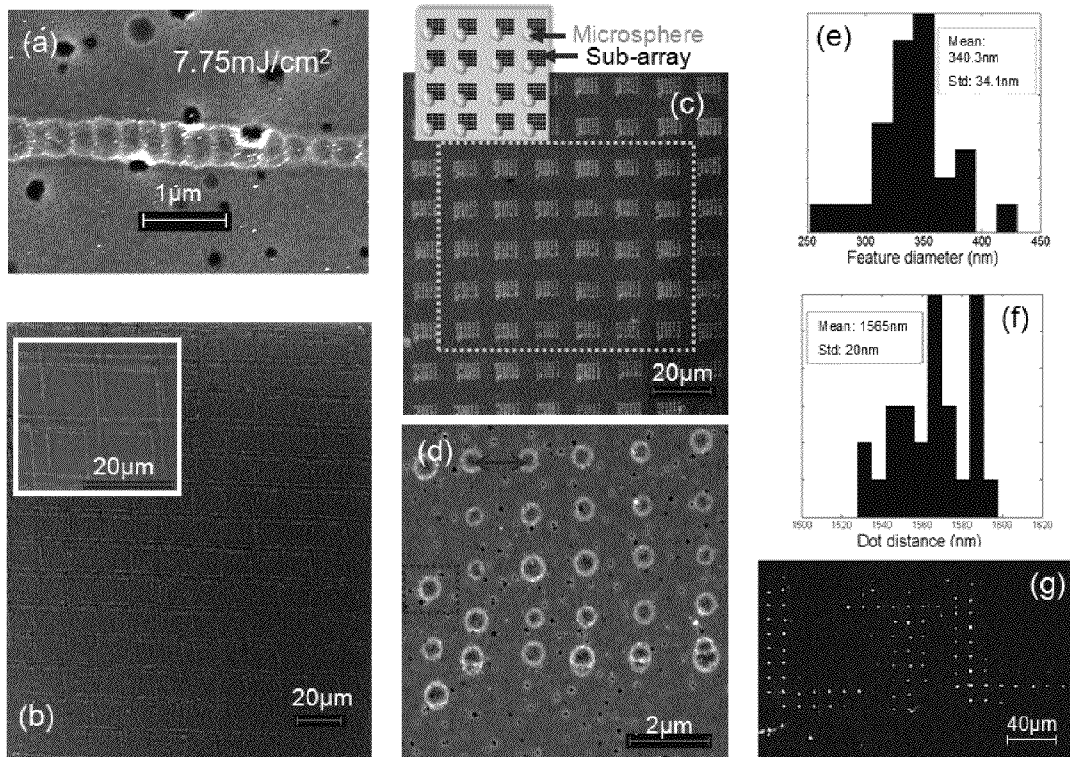 (a)
7.75mJ/cm²
1µm
20µm
20µm
(b)
Microsphere
Sub-array
(c)
20µm
(d)
2µm
(e)
Mean:
340.3nm
Std: 34.1nm
250 300 350 400 450
Feature diameter (nm)
(f)
Mean: 1565nm
Std: 20nm
1500 1520 1540 1560 1580 1600 1620
Dot distance (nm)
(g)
40µm